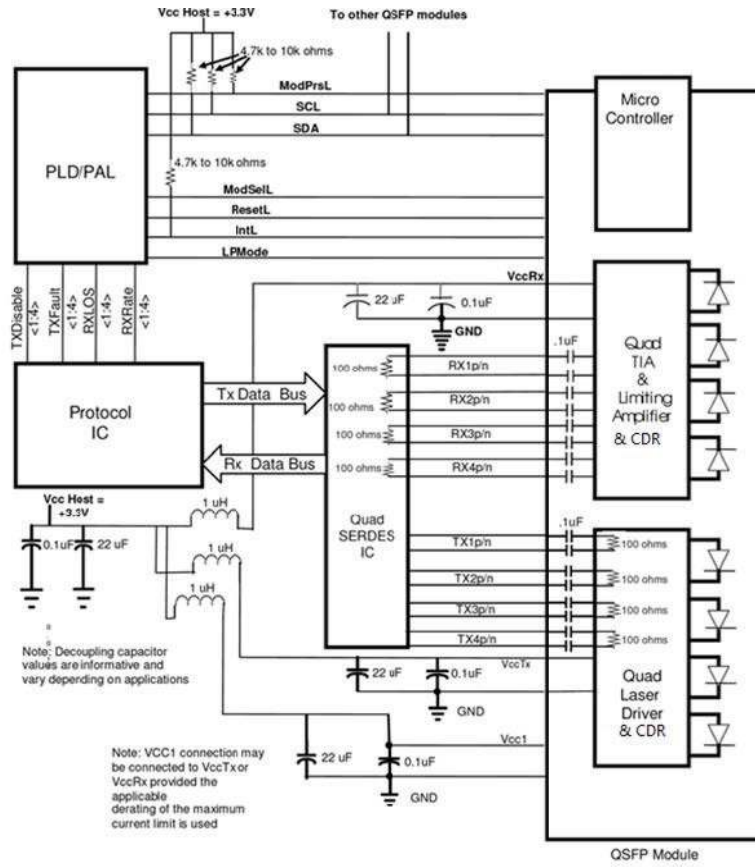 Vcc Host = +3.3V
To other QSFP modules
4.7k to 10k ohms
ModPrsL
SCL
SDA
Micro
Controller
PLD/PAL
4.7k to 10k ohms
ModSelL
ResetL
IntL
LPMode
TXDisable
<1:4>
TXFault
<1:4>
RXLOS
<1:4>
RXRate
<1:4>
VccRx
22 uF
0.1uF
GND
.1uF
Quad
TIA
&
Limiting
Amplifier
& CDR
100 ohms
RX1p/n
100 ohms
RX2p/n
100 ohms
RX3p/n
100 ohms
RX4p/n
Protocol
IC
Tx Data Bus
Rx Data Bus
Quad
SERDES
IC
Vcc Host =
+3.3V
0.1uF
22 uF
1 uH
1 uH
1 uH
.1uF
TX1p/n
100 ohms
TX2p/n
100 ohms
TX3p/n
100 ohms
TX4p/n
100 ohms
VccTx
22 uF
0.1uF
GND
Quad
Laser
Driver
& CDR
Note: Decoupling capacitor
values are informative and
vary depending on applications
Vcc1
22 uF
0.1uF
GND
Note: VCC1 connection may
be connected to VccTx or
VccRx provided the
applicable
derating of the maximum
current limit is used
QSFP Module